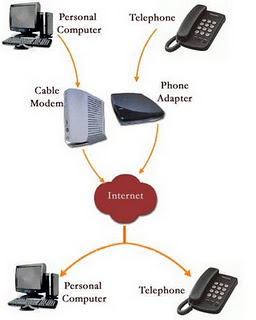 Personal
Computer
Telephone
Cable
Modem
Phone
Adapter
Internet
Personal
Computer
Telephone